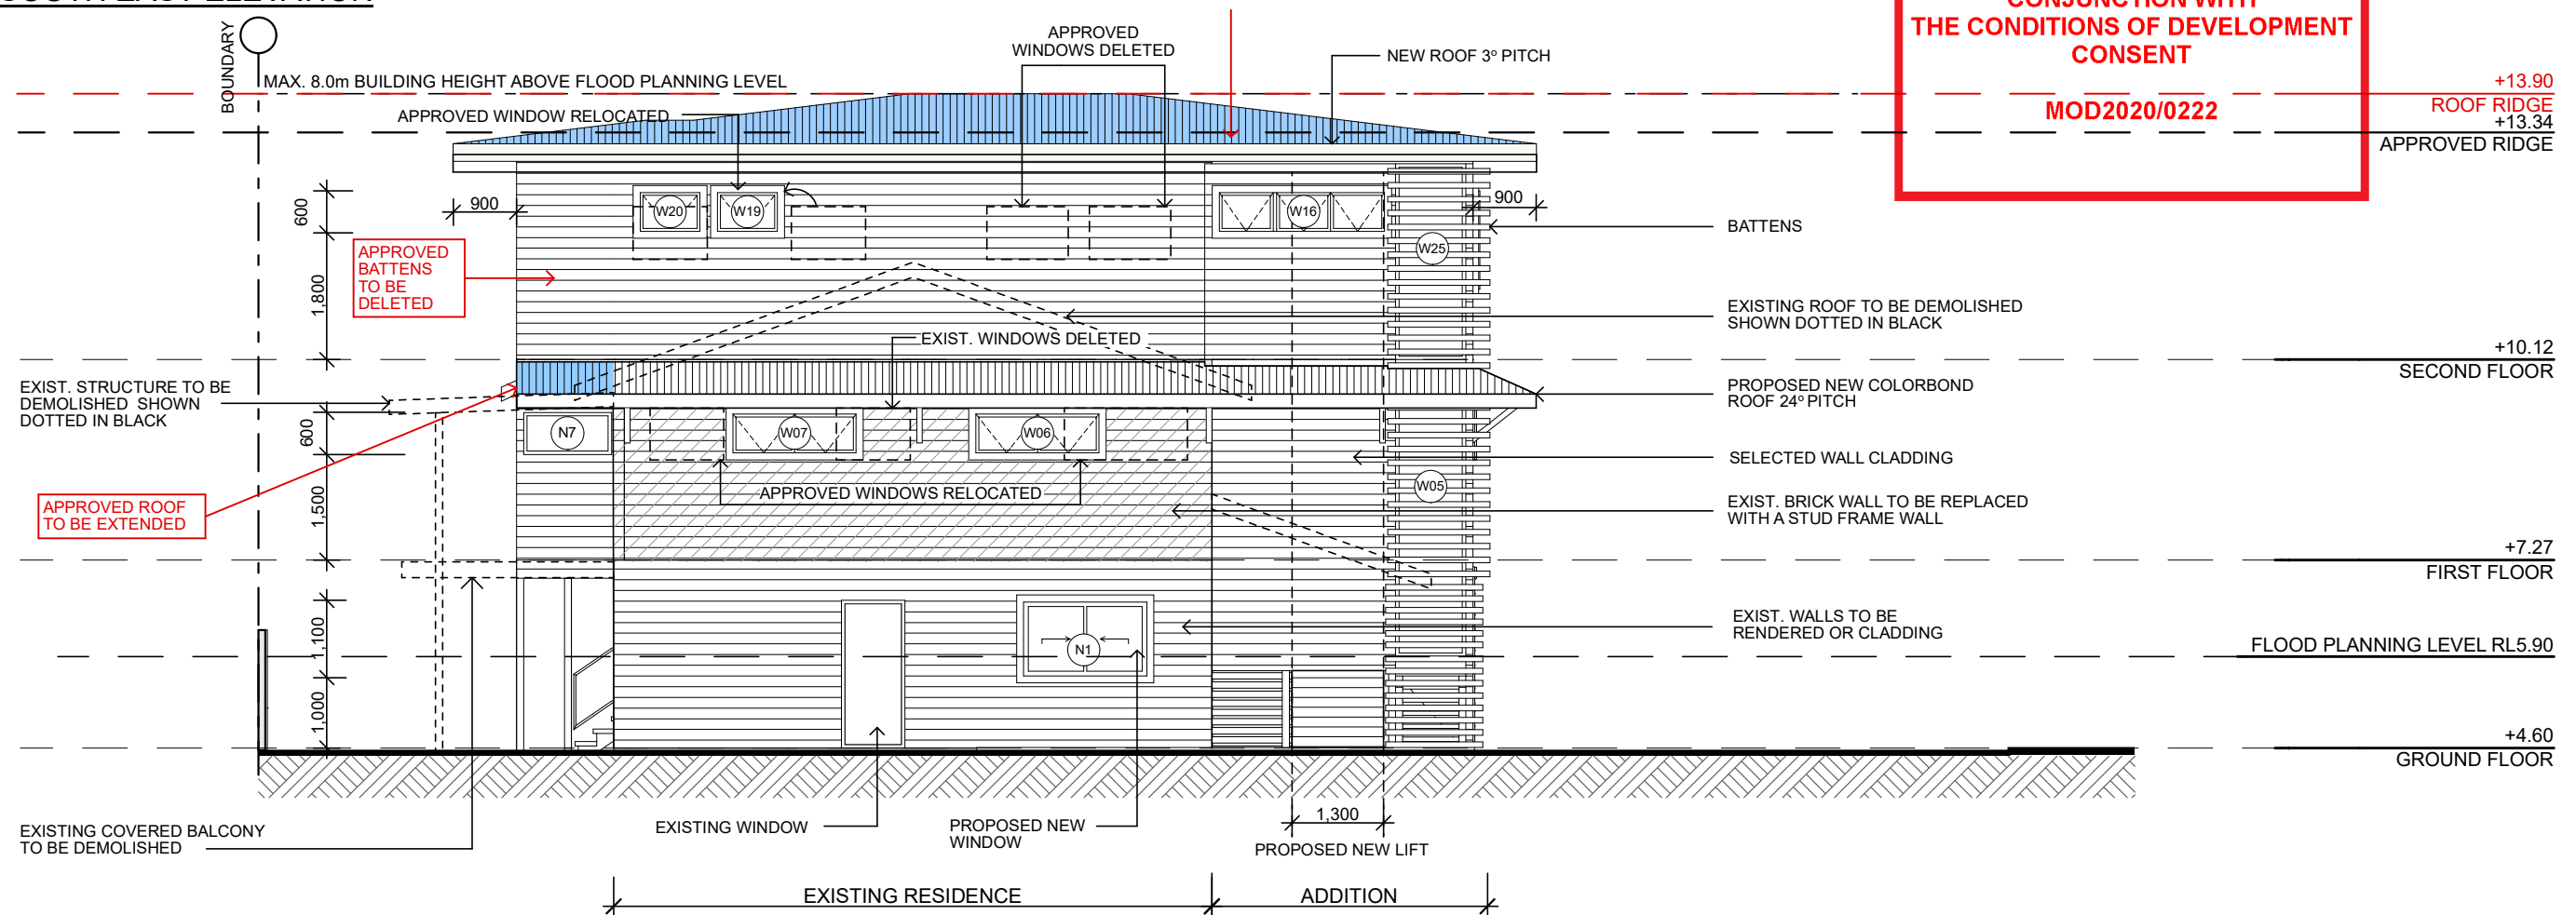 SOUTH EAST ELEVATION
CONJUNCTION WITH
THE CONDITIONS OF DEVELOPMENT
CONSENT
MOD2020/0222
BOUNDARY
MAX. 8.0m BUILDING HEIGHT ABOVE FLOOD PLANNING LEVEL
APPROVED
WINDOWS DELETED
NEW ROOF 3º PITCH
APPROVED WINDOW RELOCATED
+13.90
ROOF RIDGE
+13.34
APPROVED RIDGE
600
900
W20
W19
W16
900
BATTENS
W25
APPROVED
BATTENS
TO BE
DELETED
1,800
EXISTING ROOF TO BE DEMOLISHED
SHOWN DOTTED IN BLACK
EXIST. WINDOWS DELETED
+10.12
SECOND FLOOR
EXIST. STRUCTURE TO BE
DEMOLISHED SHOWN
DOTTED IN BLACK
PROPOSED NEW COLORBOND
ROOF 24º PITCH
600
N7
W07
W06
SELECTED WALL CLADDING
W05
APPROVED WINDOWS RELOCATED
APPROVED ROOF
TO BE EXTENDED
1,500
EXIST. BRICK WALL TO BE REPLACED
WITH A STUD FRAME WALL
+7.27
FIRST FLOOR
1,100
EXIST. WALLS TO BE
RENDERED OR CLADDING
N1
FLOOD PLANNING LEVEL RL5.90
1,000
+4.60
GROUND FLOOR
EXISTING COVERED BALCONY
TO BE DEMOLISHED
EXISTING WINDOW
PROPOSED NEW
WINDOW
1,300
PROPOSED NEW LIFT
EXISTING RESIDENCE
ADDITION